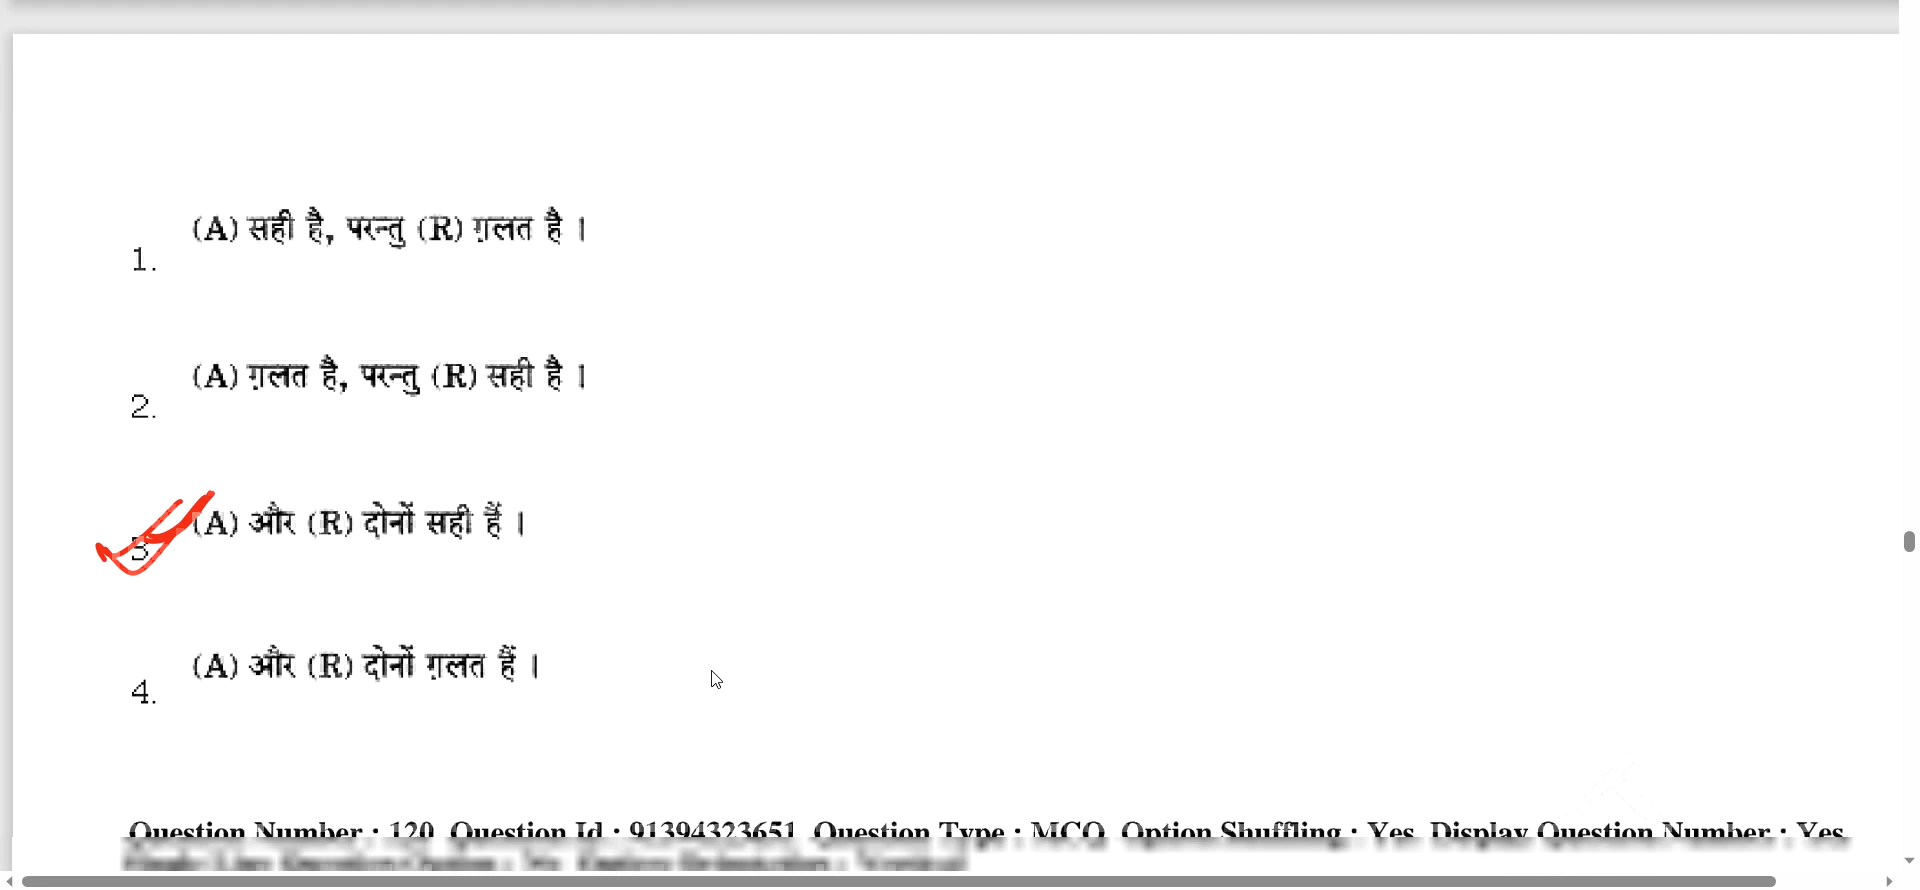 (A) सही है, परन्तु (R) ग़लत है ।
1.
(A) ग़लत है, परन्तु (R) सही है ।
2.
(A) और (R) दोनों सही हैं ।
3
(A) और (R) दोनों ग़लत हैं ।
4.
Question Number : 120 Question Id : 91394323651 Question Type : MCQ Option Shuffling : Yes Display Question Number : Yes